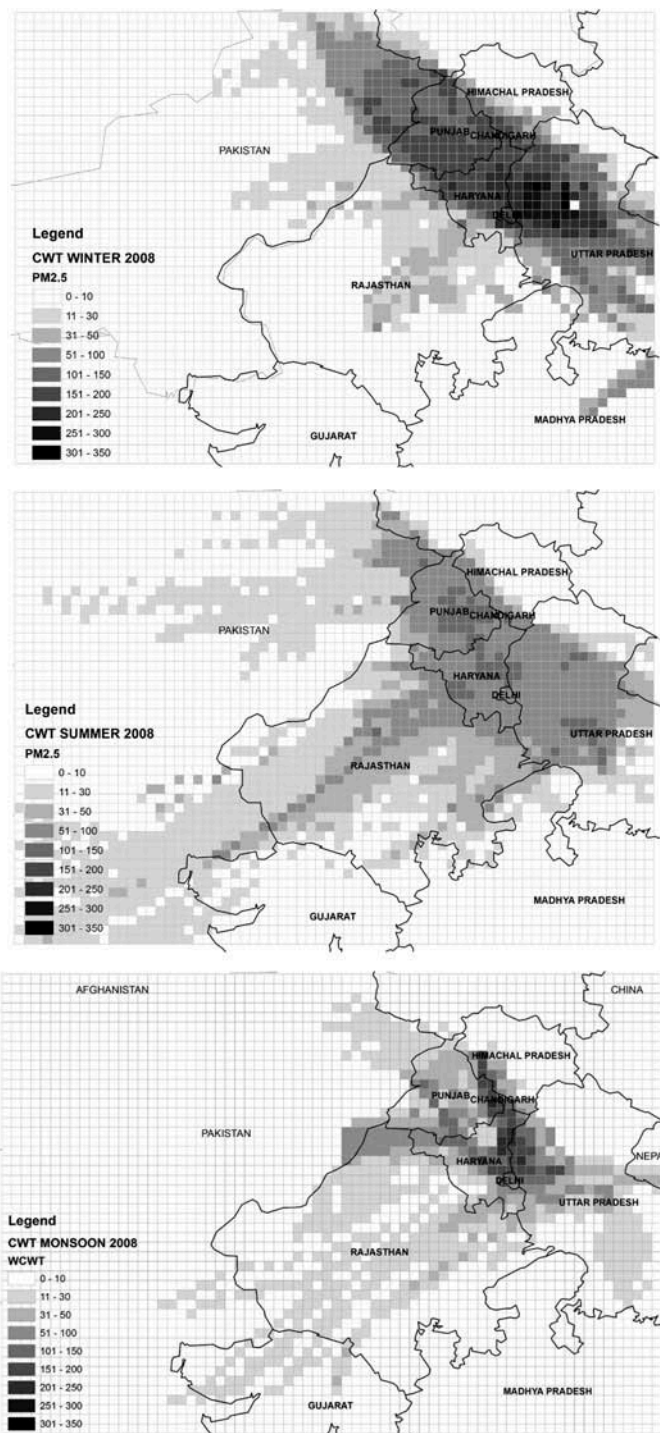 HIMACHAL PRADESH
PUNJAB
CHANDIGARH
PAKISTAN
HARYANA
DELHI
Legend
CWT WINTER 2008
PM2.5
0 - 10
11 - 30
31 - 50
51 - 100
101 - 150
151 - 200
201 - 250
251 - 300
301 - 350
UTTAR PRADESH
RAJASTHAN
MADHYA PRADESH
GUJARAT
HIMACHAL PRADESH
PUNJAB
CHANDIGARH
PAKISTAN
HARYANA
DELHI
Legend
CWT SUMMER 2008
PM2.5
0 - 10
11 - 30
31 - 50
51 - 100
101 - 150
151 - 200
201 - 250
251 - 300
301 - 350
UTTAR PRADESH
RAJASTHAN
MADHYA PRADESH
GUJARAT
AFGHANISTAN
CHINA
HIMACHAL PRADESH
PUNJAB
CHANDIGARH
PAKISTAN
HARYANA
NEPA
DELHI
UTTAR PRADESH
Legend
CWT MONSOON 2008
WCWT
0 - 10
11 - 30
31 - 50
51 - 100
101 - 150
151 - 200
201 - 250
251 - 300
301 - 350
RAJASTHAN
MADHYA PRADESH
GUJARAT